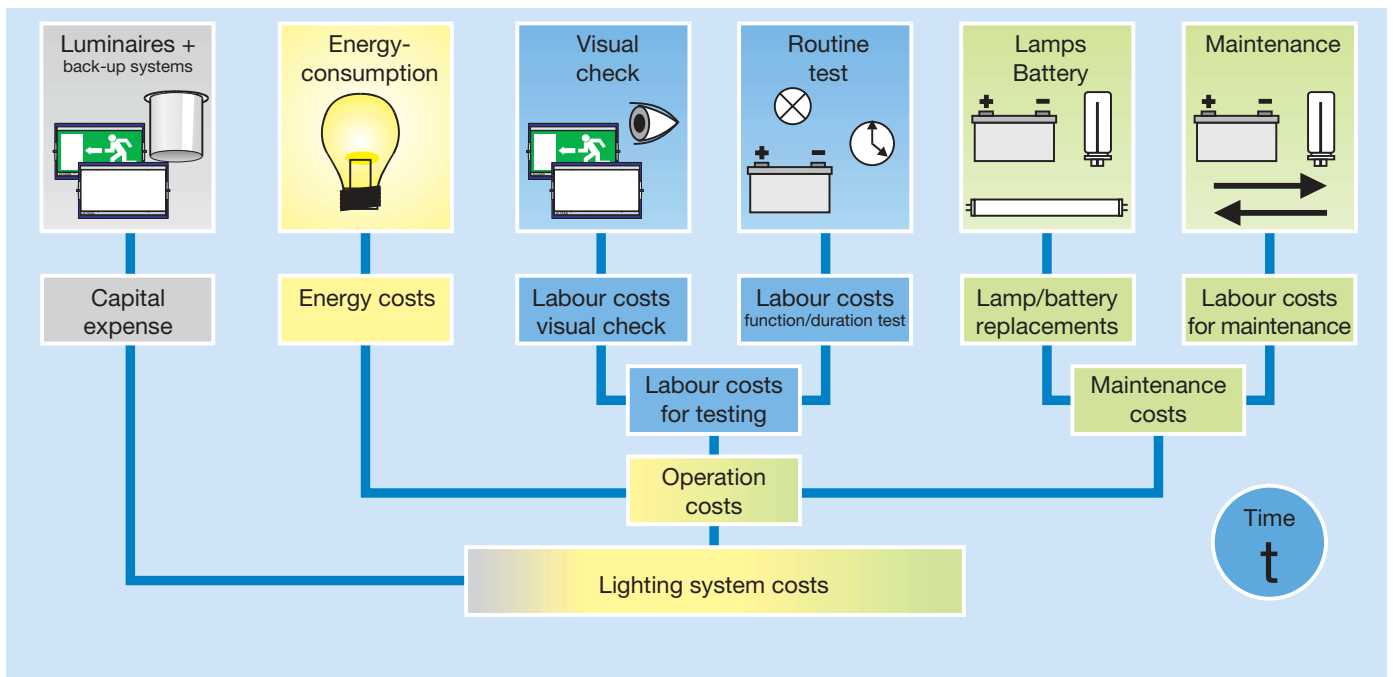 Luminaires +
back-up systems
Energy-
consumption
Visual
check
Routine
test
Lamps
Battery
Maintenance
+ -
+ -
+ -
Capital
expense
Energy costs
Labour costs
visual check
Labour costs
function/duration test
Lamp/battery
replacements
Labour costs
for maintenance
Labour costs
for testing
Maintenance
costs
Operation
costs
Time
t
Lighting system costs